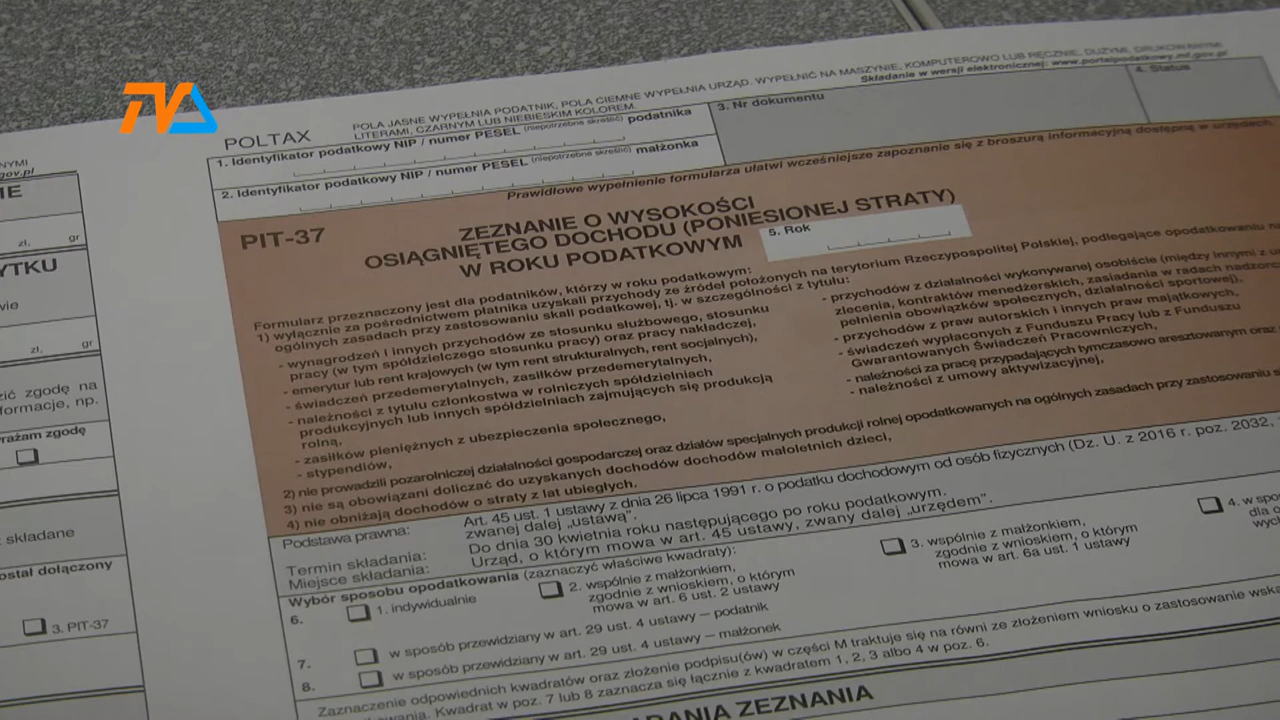 TVA
POLTAX
POLA JASNE WYPEŁNIA PODATNIK, POLA CIEMNE WYPEŁNIA URZĄD. WYPEŁNIĆ NA MASZYNIE, KOMPUTEROWO LUB RĘCZNIE, DUŻYMI, DRUKOWANYMI
LITERAMI, CZARNYM LUB NIEBIESKIM KOLOREM.
Składanie w wersji elektronicznej: www.portalpodatkowy.mf.gov.pl
1. Identyfikator podatkowy NIP / numer PESEL (niepotrzebne skreślić) podatnika
3. Nr dokumentu
4. Status
2. Identyfikator podatkowy NIP / numer PESEL (niepotrzebne skreślić) małżonka
Prawidłowe wypełnienie formularza ułatwi wcześniejsze zapoznanie się z broszurą informacyjną dostępną w urzędach.
PIT-37
ZEZNANIE O WYSOKOŚCI
OSIĄGNIĘTEGO DOCHODU (PONIESIONEJ STRATY)
W ROKU PODATKOWYM
5. Rok
Formularz przeznaczony jest dla podatników, którzy w roku podatkowym:
1) wyłącznie za pośrednictwem płatnika uzyskali przychody ze źródeł położonych na terytorium Rzeczypospolitej Polskiej, podlegające opodatkowaniu na
ogólnych zasadach przy zastosowaniu skali podatkowej, tj. w szczególności z tytułu:
- wynagrodzeń i innych przychodów ze stosunku służbowego, stosunku
pracy (w tym spółdzielczego stosunku pracy) oraz pracy nakładczej,
- emerytur lub rent krajowych (w tym rent strukturalnych, rent socjalnych),
- świadczeń przedemerytalnych, zasiłków przedemerytalnych,
- należności z tytułu członkostwa w rolniczych spółdzielniach
produkcyjnych lub innych spółdzielniach zajmujących się produkcją
rolną,
- zasiłków pieniężnych z ubezpieczenia społecznego,
- stypendiów,
- przychodów z działalności wykonywanej osobiście (między innymi z
zlecenia, kontraktów menedżerskich, zasiadania w radach nadzorczych
pełnienia obowiązków społecznych, działalności sportowej),
- przychodów z praw autorskich i innych praw majątkowych,
- świadczeń wypłaconych z Funduszu Pracy lub z Funduszu
Gwarantowanych Świadczeń Pracowniczych,
- należności za pracę przypadających tymczasowo aresztowanym oraz
- należności z umowy aktywizacyjnej,
2) nie prowadzili pozarolniczej działalności gospodarczej oraz działów specjalnych produkcji rolnej opodatkowanych na ogólnych zasadach przy zastosowaniu s
3) nie są obowiązani doliczać do uzyskanych dochodów dochodów małoletnich dzieci,
4) nie obniżają dochodów o straty z lat ubiegłych.
Podstawa prawna:
Art. 45 ust. 1 ustawy z dnia 26 lipca 1991 r. o podatku dochodowym od osób fizycznych (Dz. U. z 2016 r. poz. 2032,
zwanej dalej „ustawą”.
Termin składania:
Do dnia 30 kwietnia roku następującego po roku podatkowym.
Miejsce składania:
Urząd, o którym mowa w art. 45 ustawy, zwany dalej „urzędem”.
Wybór sposobu opodatkowania (zaznaczyć właściwe kwadraty):
6.
1. indywidualnie
2. wspólnie z małżonkiem,
zgodnie z wnioskiem, o którym
mowa w art. 6 ust. 2 ustawy
3. wspólnie z małżonkiem,
zgodnie z wnioskiem, o którym
mowa w art. 6a ust. 1 ustawy
4. w
dla
7.
w sposób przewidziany w art. 29 ust. 4 ustawy — podatnik
8.
w sposób przewidziany w art. 29 ust. 4 ustawy — małżonek
Zaznaczenie odpowiednich kwadratów oraz złożenie podpisu(ów) w części M traktuje się na równi ze złożeniem wniosku o zastosowanie wska
Kwadrat w poz. 7 lub 8 zaznacza się łącznie z kwadratem 1, 2, 3 albo 4 w poz. 6.
ZEZNANIA
NYMI
gov.pl
IE
zł, gr
YTKU
wie
zł, gr
zić zgodę na
formacje, np.
yrażam zgodę
składane
ostał dołączony
3. PIT-37